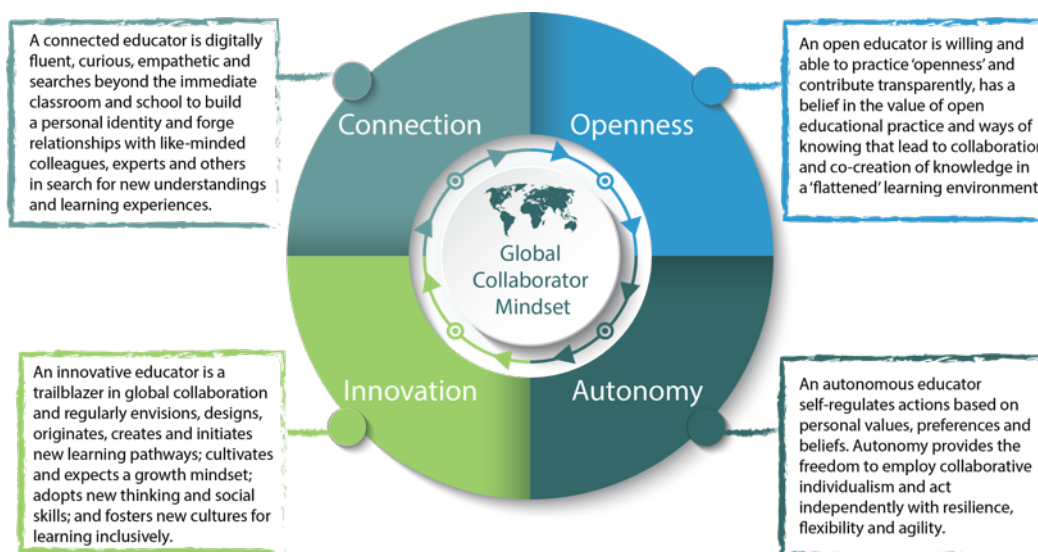 A connected educator is digitally
fluent, curious, empathetic and
searches beyond the immediate
classroom and school to build
a personal identity and forge
relationships with like-minded
colleagues, experts and others
in search for new understandings
and learning experiences.
Connection
Openness
An open educator is willing and
able to practice 'openness' and
contribute transparently, has a
belief in the value of open
educational practice and ways of
knowing that lead to collaboration
and co-creation of knowledge in
a 'flattened' learning environment
Global
Collaborator
Mindset
An innovative educator is a
trailblazer in global collaboration
and regularly envisions, designs,
originates, creates and initiates
new learning pathways; cultivates
and expects a growth mindset;
adopts new thinking and social
skills; and fosters new cultures for
learning inclusively.
Innovation
Autonomy
An autonomous educator
self-regulates actions based on
personal values, preferences and
beliefs. Autonomy provides the
freedom to employ collaborative
individualism and act
independently with resilience,
flexibility and agility.